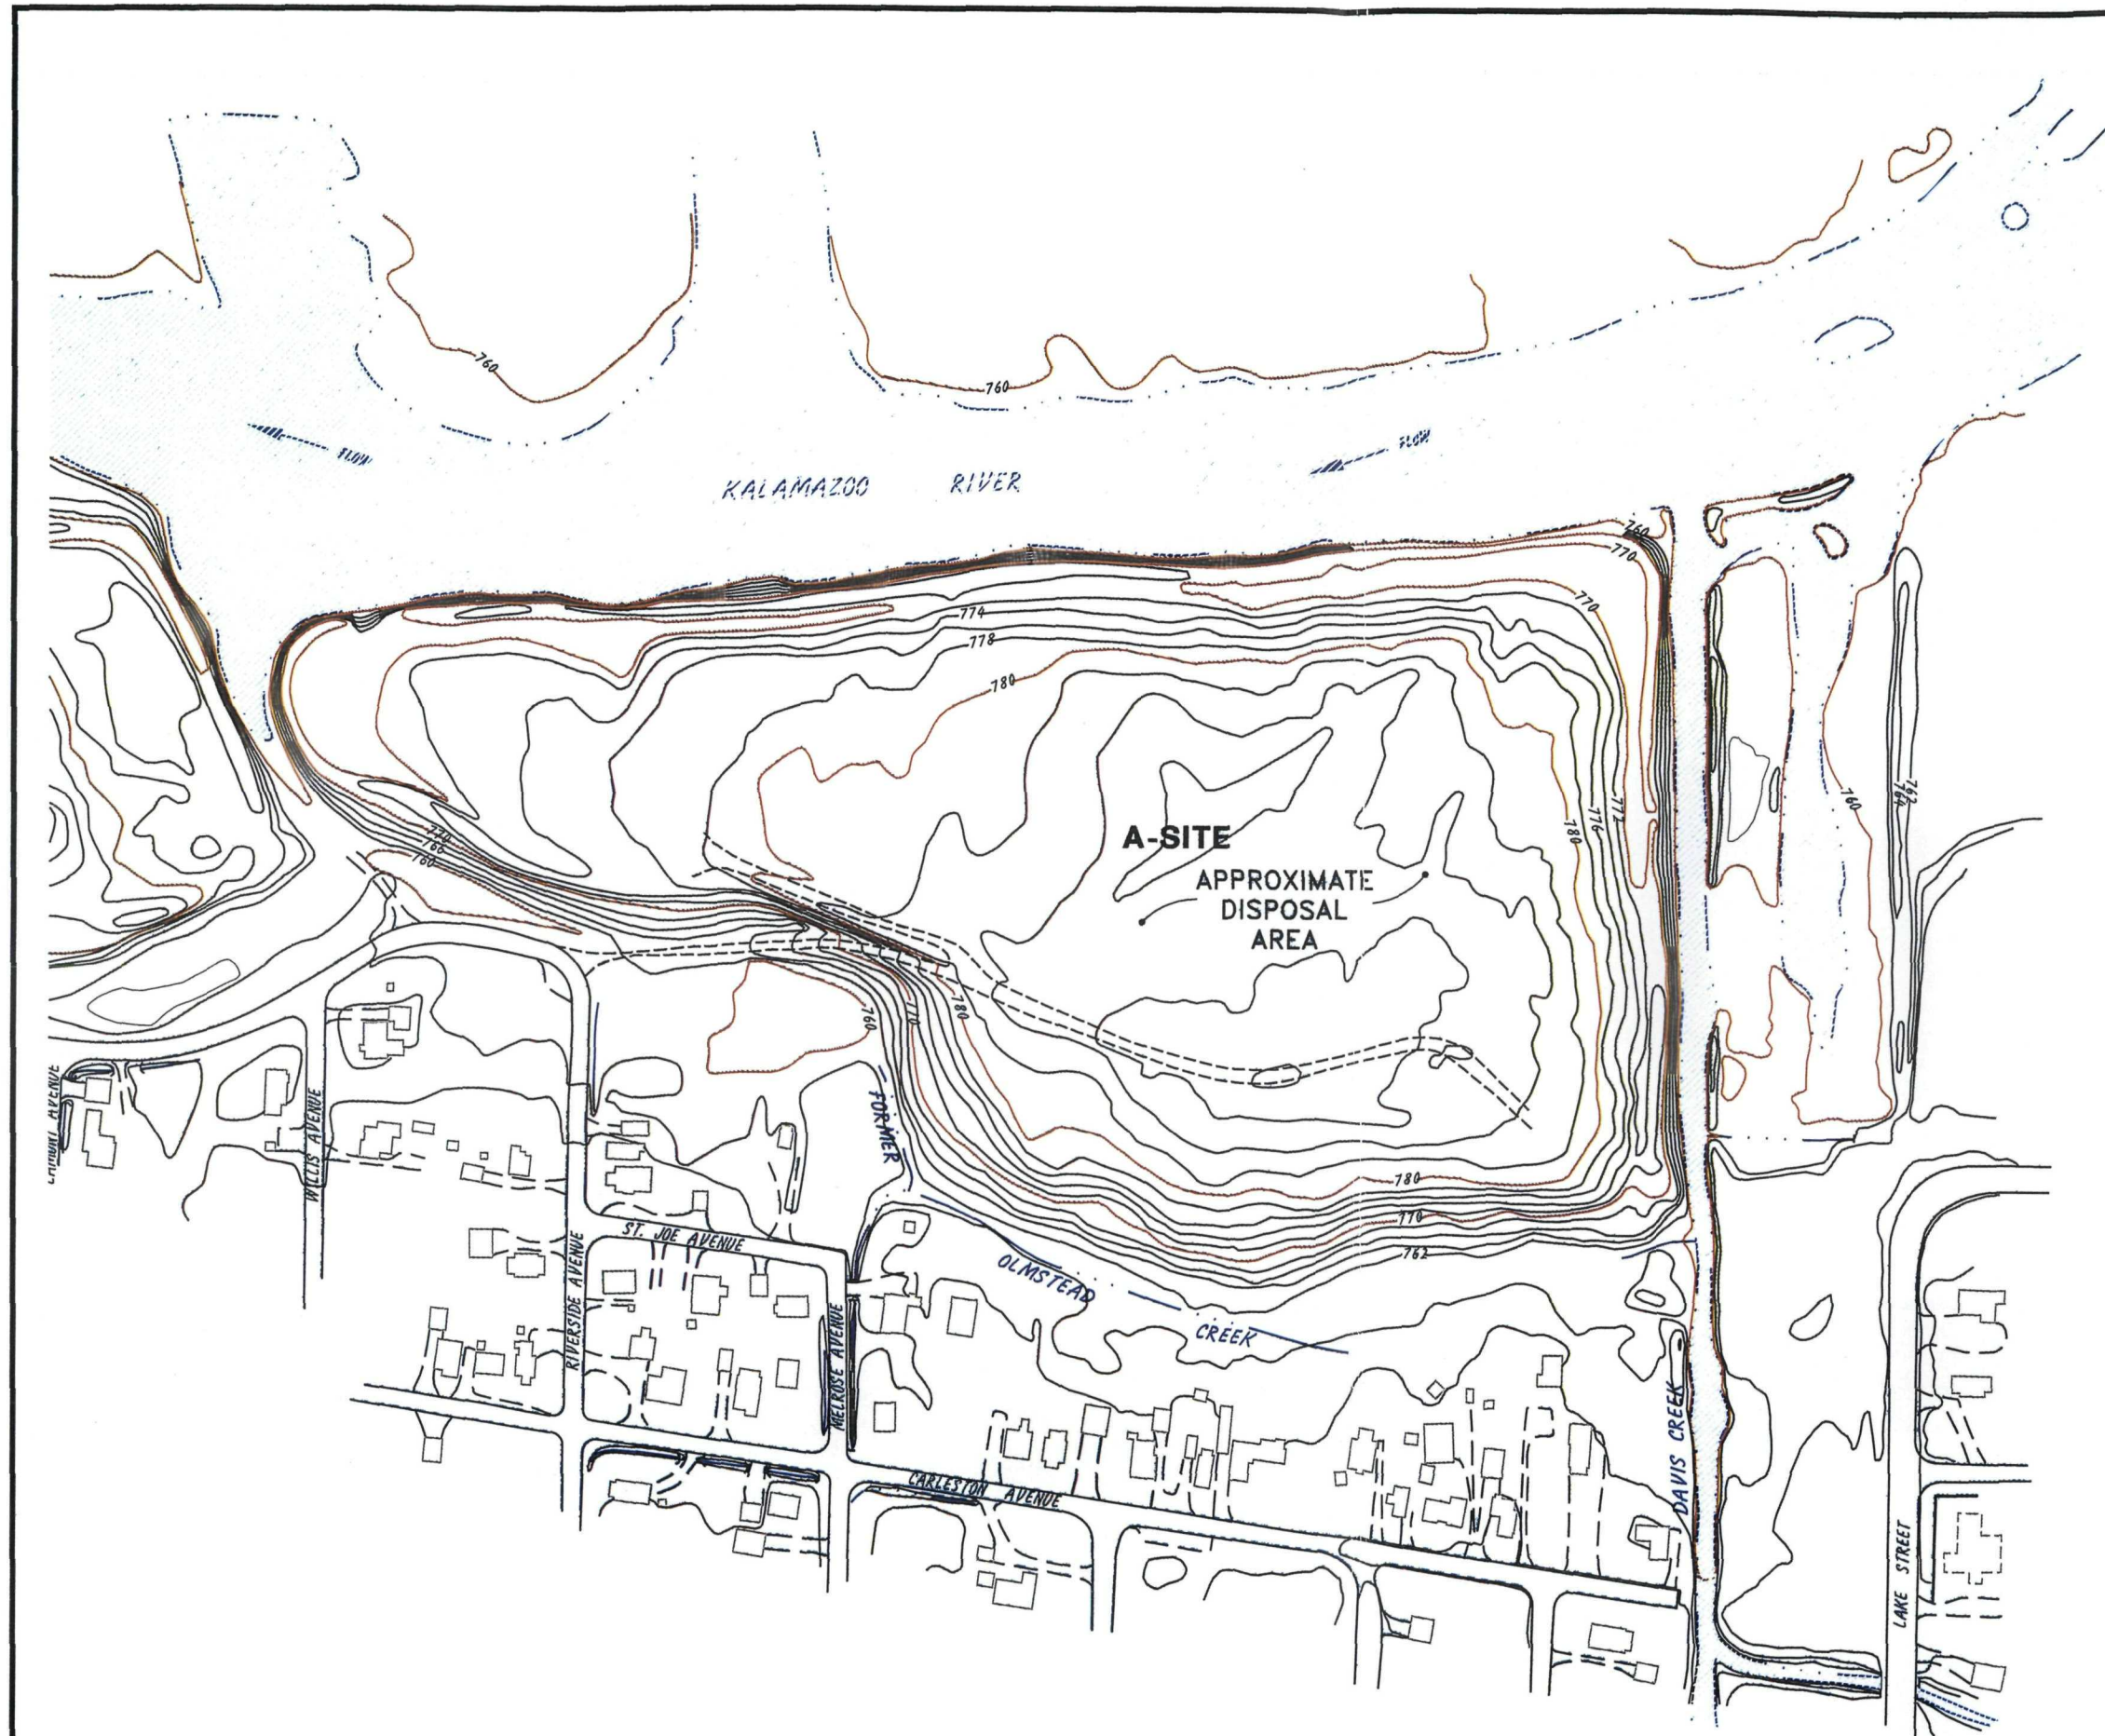 760
760
FLOW
FLOW
KALAMAZOO RIVER
760
770
770
774
778
780
762
764
760
772
776
780
A-SITE
APPROXIMATE
DISPOSAL
AREA
770
766
760
780
770
760
WILLIS AVENUE
FORMER
780
770
762
ST. JOE AVENUE
RIVERSIDE AVENUE
OLMSTEAD
CREEK
MELROSE AVENUE
DAVIS CREEK
CARLESTON AVENUE
LAKE STREET